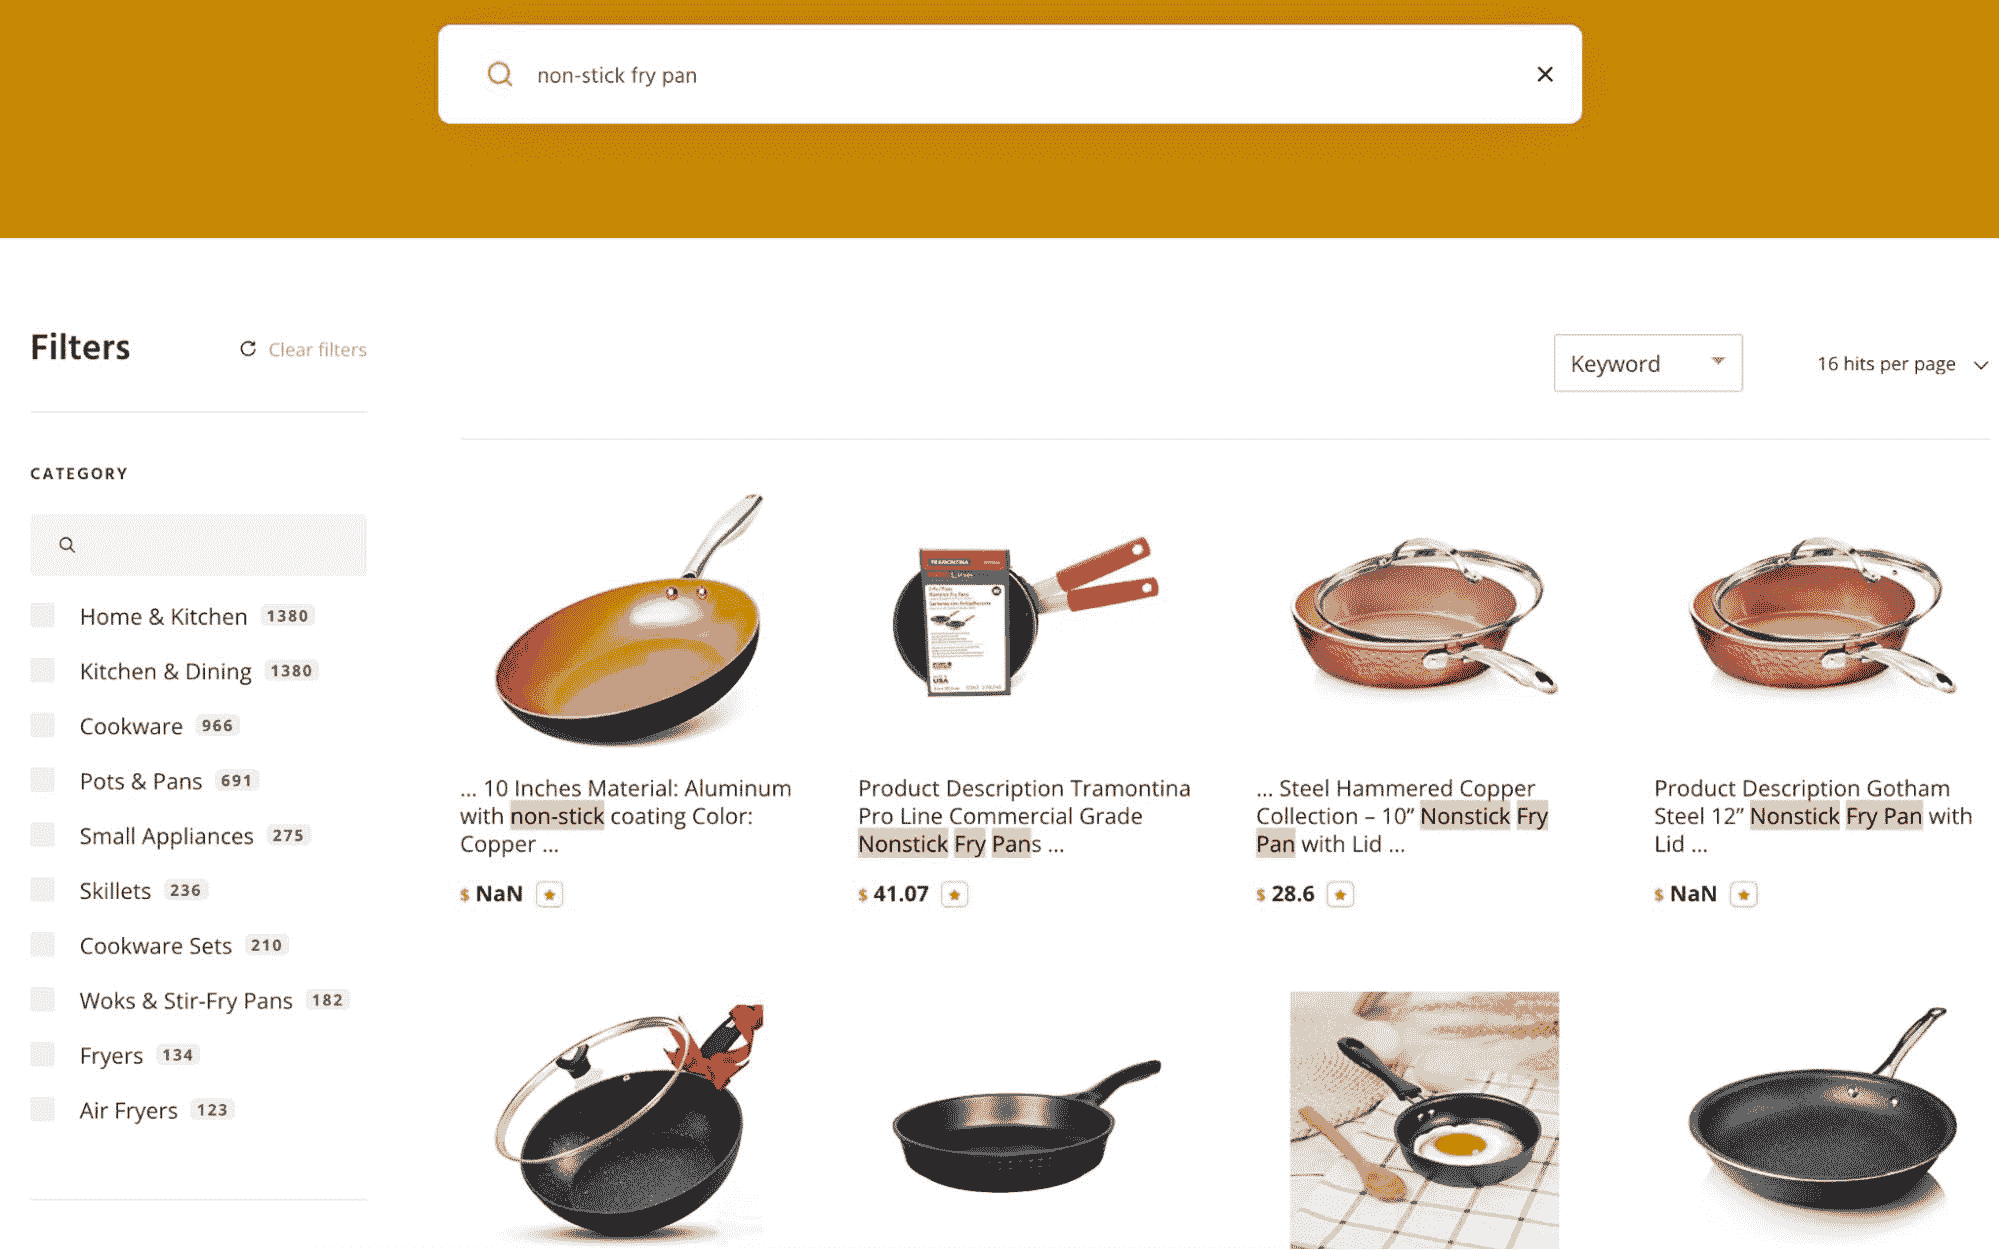 non-stick fry pan
Filters
Clear filters
Keyword
16 hits per page
CATEGORY
Home & Kitchen 1380
Kitchen & Dining 1380
Cookware 966
Pots & Pans 691
Small Appliances 275
Skillets 236
Cookware Sets 210
Woks & Stir-Fry Pans 182
Fryers 134
Air Fryers 123
TRAMONTINA
USA
... 10 Inches Material: Aluminum
with non-stick coating Color:
Copper ...
$ NaN
Product Description Tramontina
Pro Line Commercial Grade
Nonstick Fry Pans ...
$ 41.07
... Steel Hammered Copper
Collection – 10” Nonstick Fry
Pan with Lid ...
$ 28.6
Product Description Gotham
Steel 12” Nonstick Fry Pan with
Lid ...
$ NaN